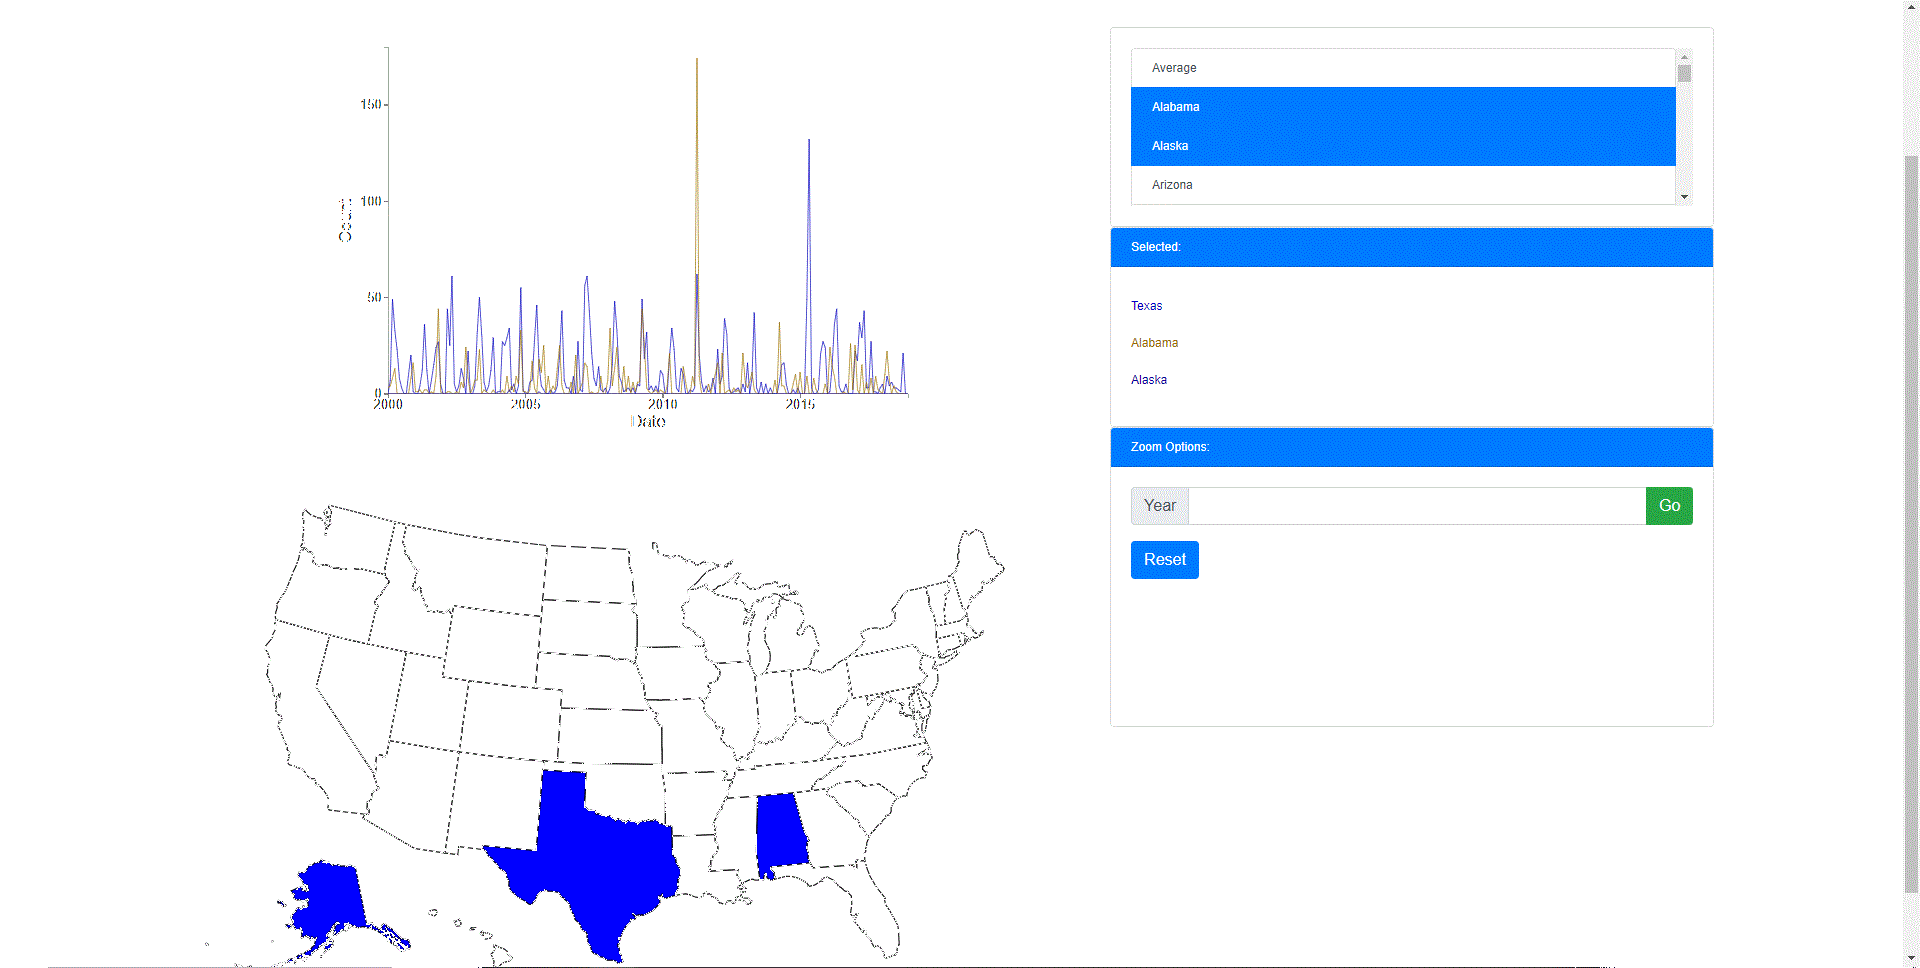 150
100
50
0
Count
2000
2005
2010
2015
Date
Average
Alabama
Alaska
Arizona
Selected:
Texas
Alabama
Alaska
Zoom Options:
Year
Go
Reset